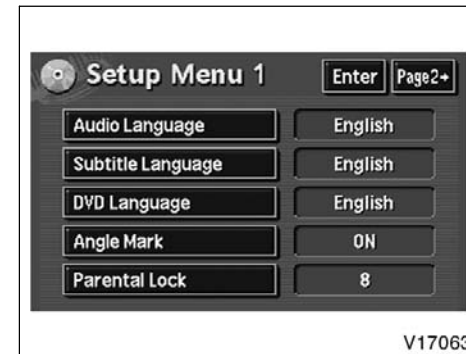 Setup Menu 1 Enter Page2→
Audio Language English
Subtitle Language English
DVD Language English
Angle Mark ON
Parental Lock 8
V17063